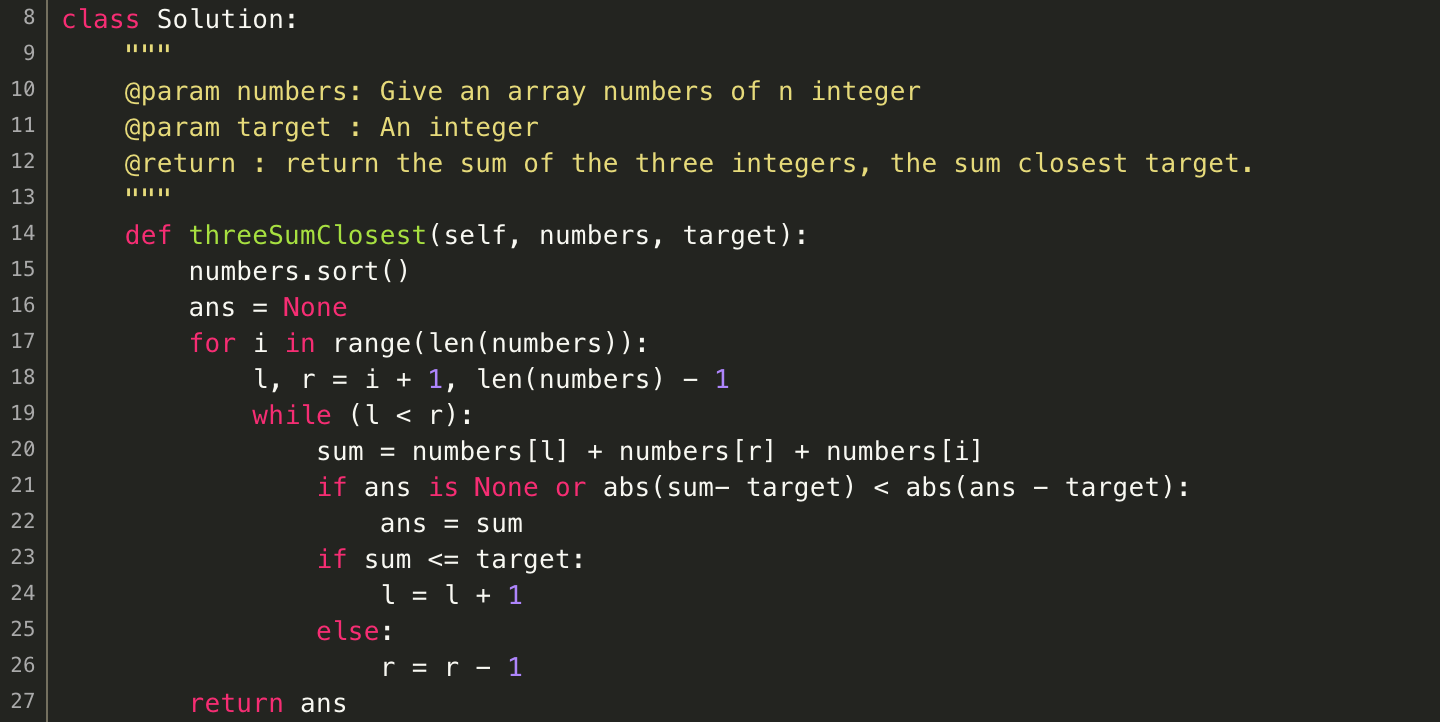 8 class Solution:
9     """
10     @param numbers: Give an array numbers of n integer
11     @param target : An integer
12     @return : return the sum of the three integers, the sum closest target.
13     """
14     def threeSumClosest(self, numbers, target):
15         numbers.sort()
16         ans = None
17         for i in range(len(numbers)):
18             l, r = i + 1, len(numbers) - 1
19             while (l < r):
20                 sum = numbers[l] + numbers[r] + numbers[i]
21                 if ans is None or abs(sum- target) < abs(ans - target):
22                     ans = sum
23                 if sum <= target:
24                     l = l + 1
25                 else:
26                     r = r - 1
27         return ans